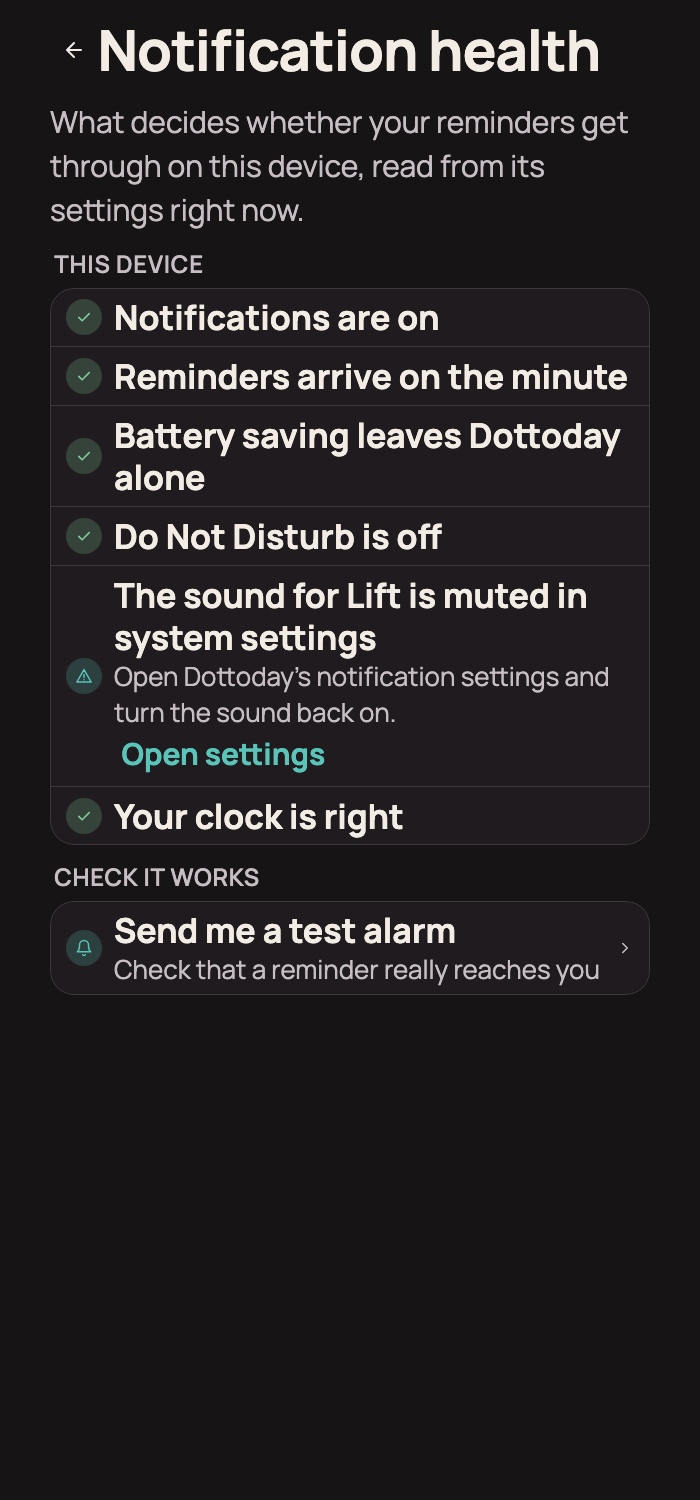 Notification health
What decides whether your reminders get
through on this device, read from its
settings right now.
THIS DEVICE
Notifications are on
Reminders arrive on the minute
Battery saving leaves Dottoday
alone
Do Not Disturb is off
The sound for Lift is muted in
system settings
Open Dottoday's notification settings and
turn the sound back on.
Open settings
Your clock is right
CHECK IT WORKS
Send me a test alarm
Check that a reminder really reaches you